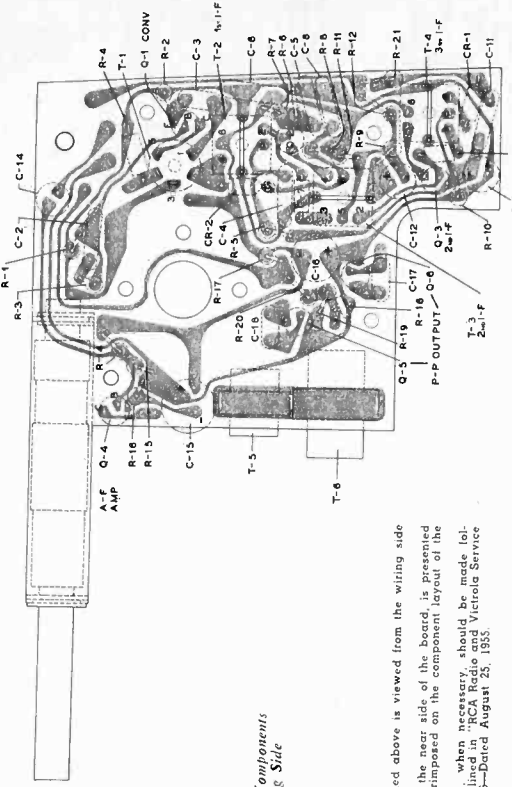 R-1
R-3
C-2
C-14
R-4
T-1
Q-1 CONV
R-2
C-3
T-2 1ST I-F
C-6
R-7
R-6
C-5
C-8
R-8
R-11
R-12
R-21
T-4
3RD I-F
CR-1
C-11
A-F
AMP
Q-4
R-16
R-15
C-15
T-5
T-6
R-17
R-20
C-18
CR-2
C-4
R-5
C-16
R-9
Q-5
P-P OUTPUT
Q-6
R-19
R-18
C-17
C-12
Q-3
2ND I-F
R-10
T-3
2ND I-F
omponents
g Side
ed above is viewed from the wiring side
the near side of the board, is presented
rimposed on the component layout of the
when necessary, should be made fol-
lined in "RCA Radio and Victrola Service
—Dated August 25, 1955.